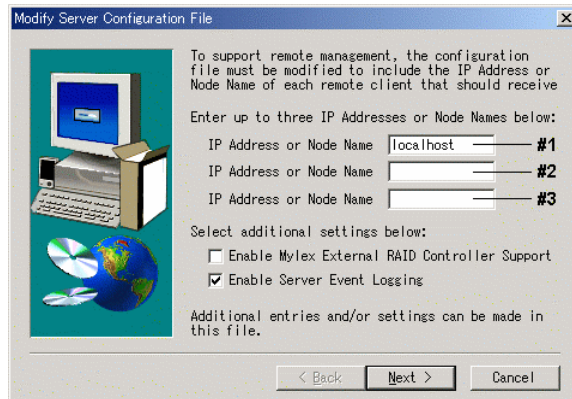 Modify Server Configuration File
To support remote management, the configuration
file must be modified to include the IP Address or
Node Name of each remote client that should receive
Enter up to three IP Addresses or Node Names below:
IP Address or Node Name localhost #1
IP Address or Node Name #2
IP Address or Node Name #3
Select additional settings below:
Enable Mylex External RAID Controller Support
Enable Server Event Logging
Additional entries and/or settings can be made in
this file.
< Back Next > Cancel